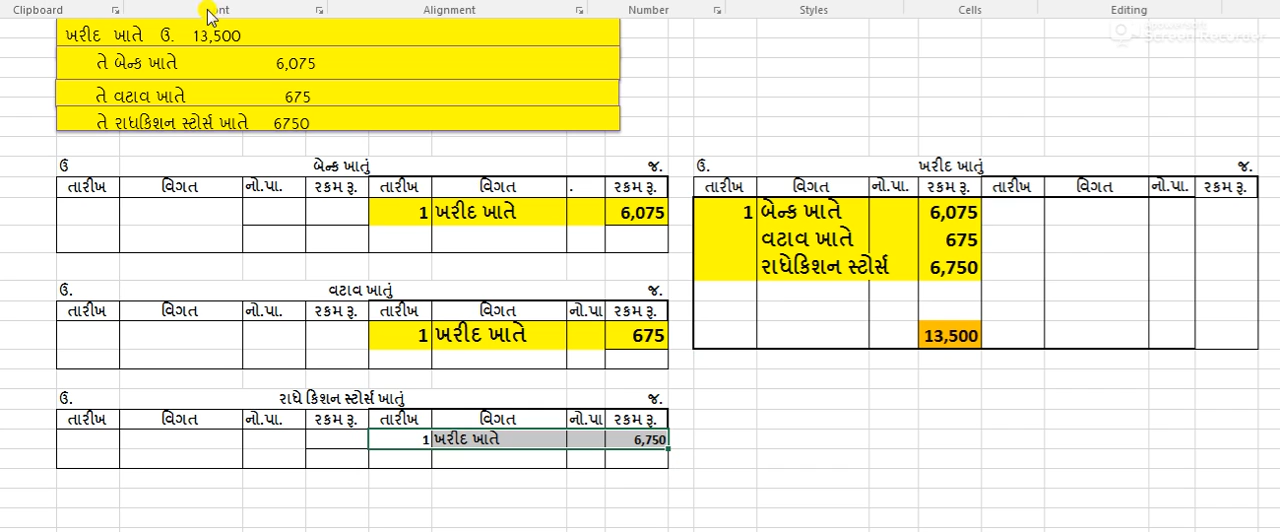 Clipboard Font Alignment Number Styles Cells Editing
ખરીદ ખાતે ઉ. 13,500
તે બેન્ક ખાતે 6,075
તે વટાવ ખાતે 675
તે રાધકિશન સ્ટોર્સ ખાતે 6750
ઉ બેન્ક ખાતું જ.
તારીખ વિગત નો.પા. રકમ રૂ. તારીખ વિગત . રકમ રૂ.
1 ખરીદ ખાતે 6,075
ઉ. વટાવ ખાતું જ.
તારીખ વિગત નો.પા. રકમ રૂ. તારીખ વિગત નો.પા રકમ રૂ.
1 ખરીદ ખાતે 675
ઉ. રાધે કિશન સ્ટોર્સ ખાતું જ.
તારીખ વિગત નો.પા. રકમ રૂ. તારીખ વિગત નો.પા રકમ રૂ.
1 ખરીદ ખાતે 6,750
ઉ. ખરીદ ખાતું જ.
તારીખ વિગત નો.પા. રકમ રૂ. તારીખ વિગત નો.પા. રકમ રૂ.
1 બેન્ક ખાતે 6,075
વટાવ ખાતે 675
રાધેકિશન સ્ટોર્સ 6,750
13,500